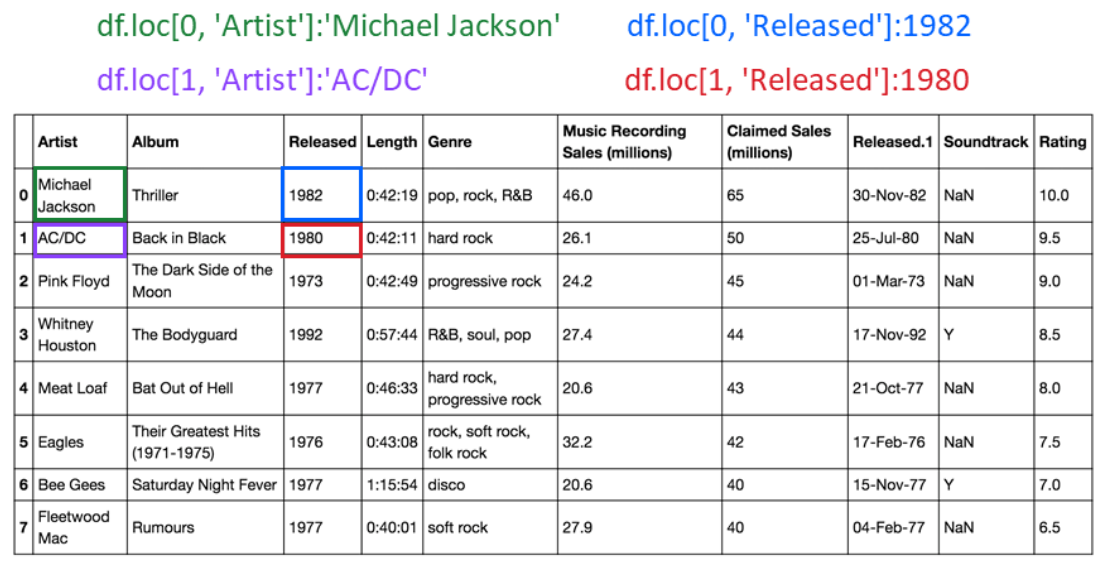 df.loc[0, 'Artist']:'Michael Jackson' df.loc[0, 'Released']:1982
df.loc[1, 'Artist']:'AC/DC' df.loc[1, 'Released']:1980
Artist Album Released Length Genre Music Recording Sales (millions) Claimed Sales (millions) Released.1 Soundtrack Rating
0 Michael Jackson Thriller 1982 0:42:19 pop, rock, R&B 46.0 65 30-Nov-82 NaN 10.0
1 AC/DC Back in Black 1980 0:42:11 hard rock 26.1 50 25-Jul-80 NaN 9.5
2 Pink Floyd The Dark Side of the Moon 1973 0:42:49 progressive rock 24.2 45 01-Mar-73 NaN 9.0
3 Whitney Houston The Bodyguard 1992 0:57:44 R&B, soul, pop 27.4 44 17-Nov-92 Y 8.5
4 Meat Loaf Bat Out of Hell 1977 0:46:33 hard rock, progressive rock 20.6 43 21-Oct-77 NaN 8.0
5 Eagles Their Greatest Hits (1971-1975) 1976 0:43:08 rock, soft rock, folk rock 32.2 42 17-Feb-76 NaN 7.5
6 Bee Gees Saturday Night Fever 1977 1:15:54 disco 20.6 40 15-Nov-77 Y 7.0
7 Fleetwood Mac Rumours 1977 0:40:01 soft rock 27.9 40 04-Feb-77 NaN 6.5